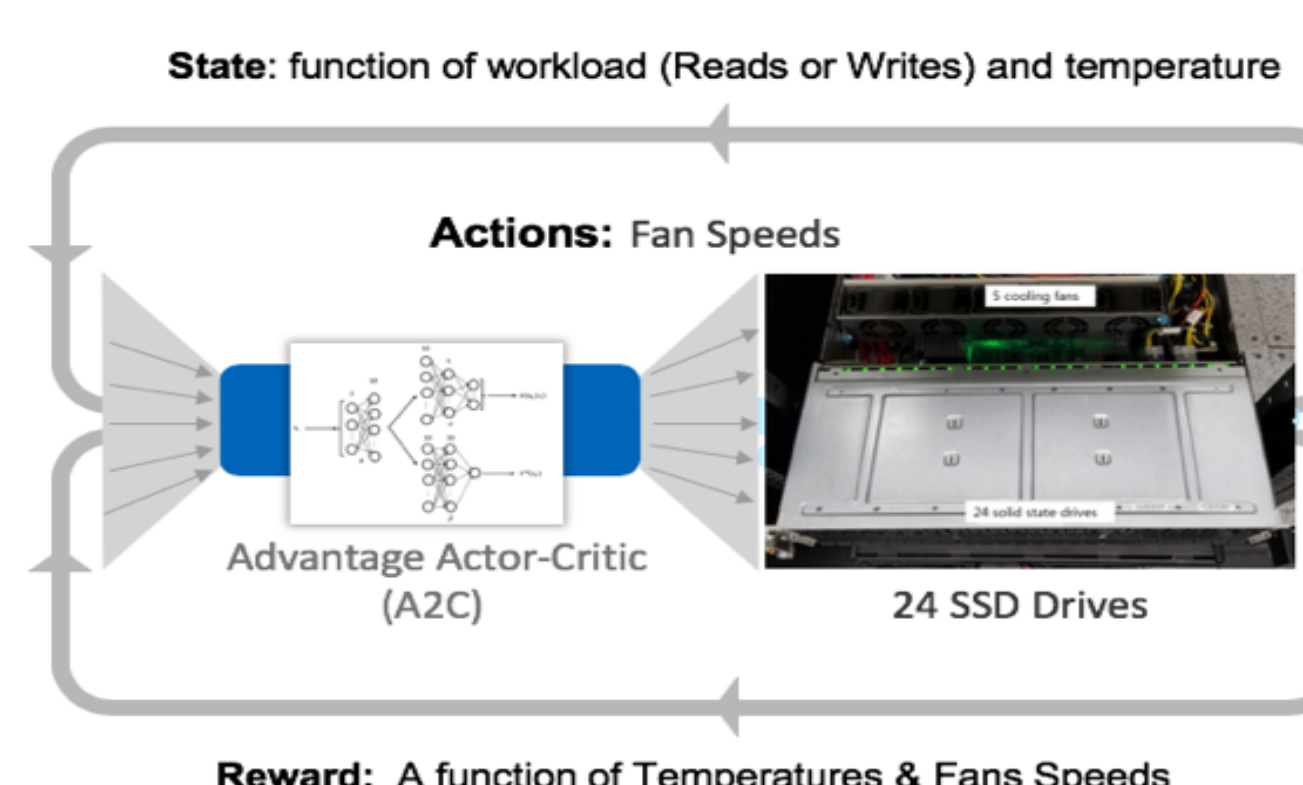 State: function of workload (Reads or Writes) and temperature
Actions: Fan Speeds
5 cooling fans
24 solid state drives
Advantage Actor-Critic
(A2C)
24 SSD Drives
Reward: A function of Temperatures & Fans Speeds